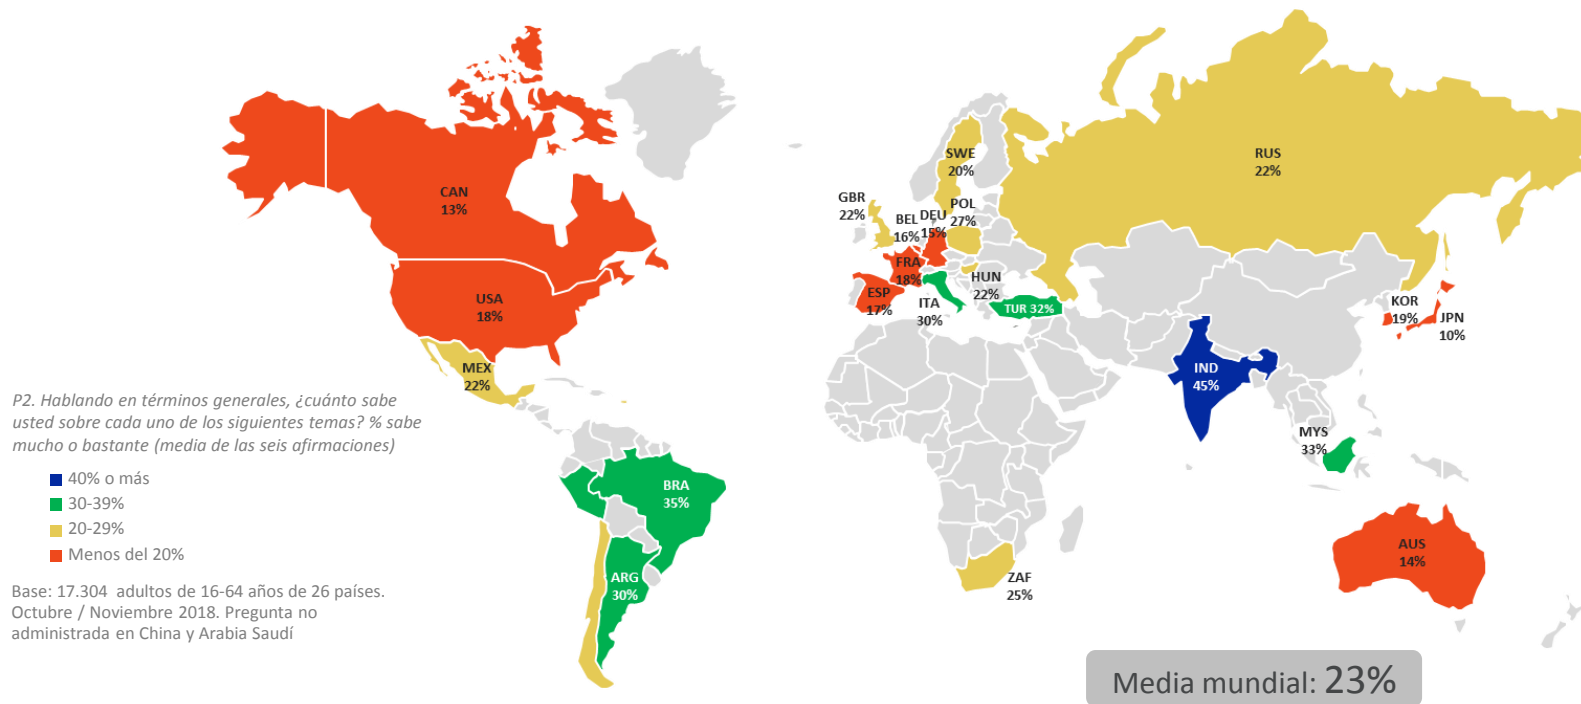 CAN
13%
USA
18%
MEX
22%
P2. Hablando en términos generales, ¿cuánto sabe
usted sobre cada uno de los siguientes temas? % sabe
mucho o bastante (media de las seis afirmaciones)
40% o más
30-39%
20-29%
Menos del 20%
Base: 17.304 adultos de 16-64 años de 26 países.
Octubre / Noviembre 2018. Pregunta no
administrada en China y Arabia Saudí
BRA
35%
ARG
30%
SWE
20%
RUS
22%
GBR
22%
POL
27%
BEL
16%
DEU
15%
FRA
18%
ESP
17%
ITA
30%
HUN
22%
TUR 32%
KOR
19%
JPN
10%
IND
45%
MYS
33%
AUS
14%
ZAF
25%
Media mundial: 23%